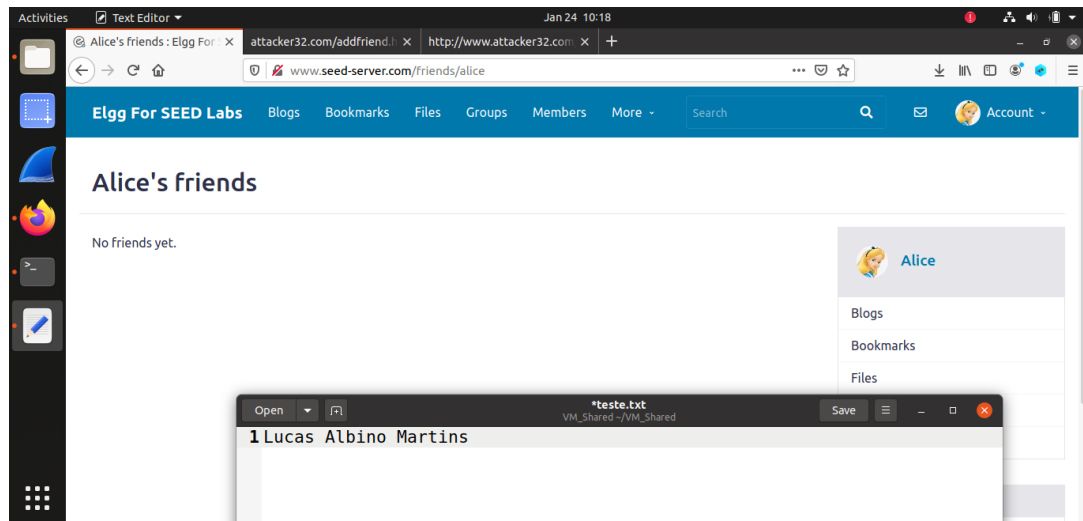 Activities Text Editor Jan 24 10:18
Alice's friends : Elgg For attacker32.com/addfriend.h http://www.attacker32.com
www.seed-server.com/friends/alice
Elgg For SEED Labs Blogs Bookmarks Files Groups Members More Search Account
Alice's friends
No friends yet.
Alice
Blogs
Bookmarks
Files
Open *teste.txt Save
VM_Shared ~/VM_Shared
1 Lucas Albino Martins